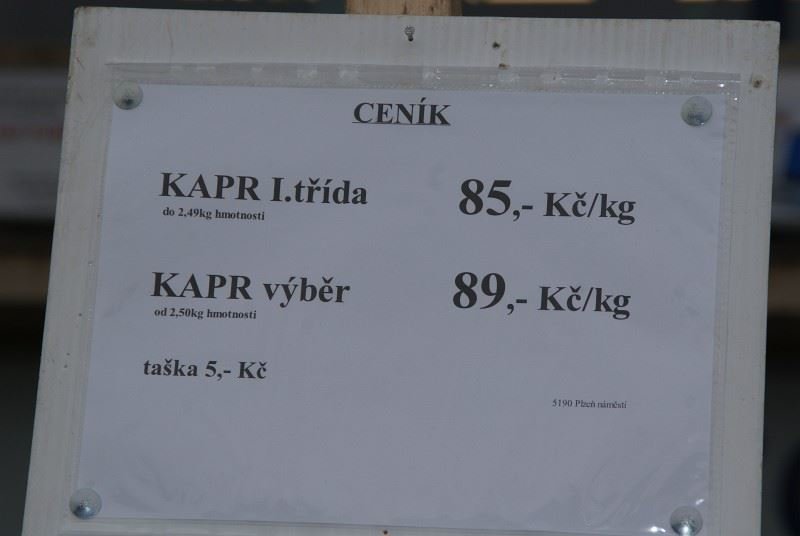 CENÍK
KAPR I.třída 85,- Kč/kg
do 2,49kg hmotnosti
KAPR výběr 89,- Kč/kg
od 2,50kg hmotnosti
taška 5,- Kč
5190 Plzeň náměstí